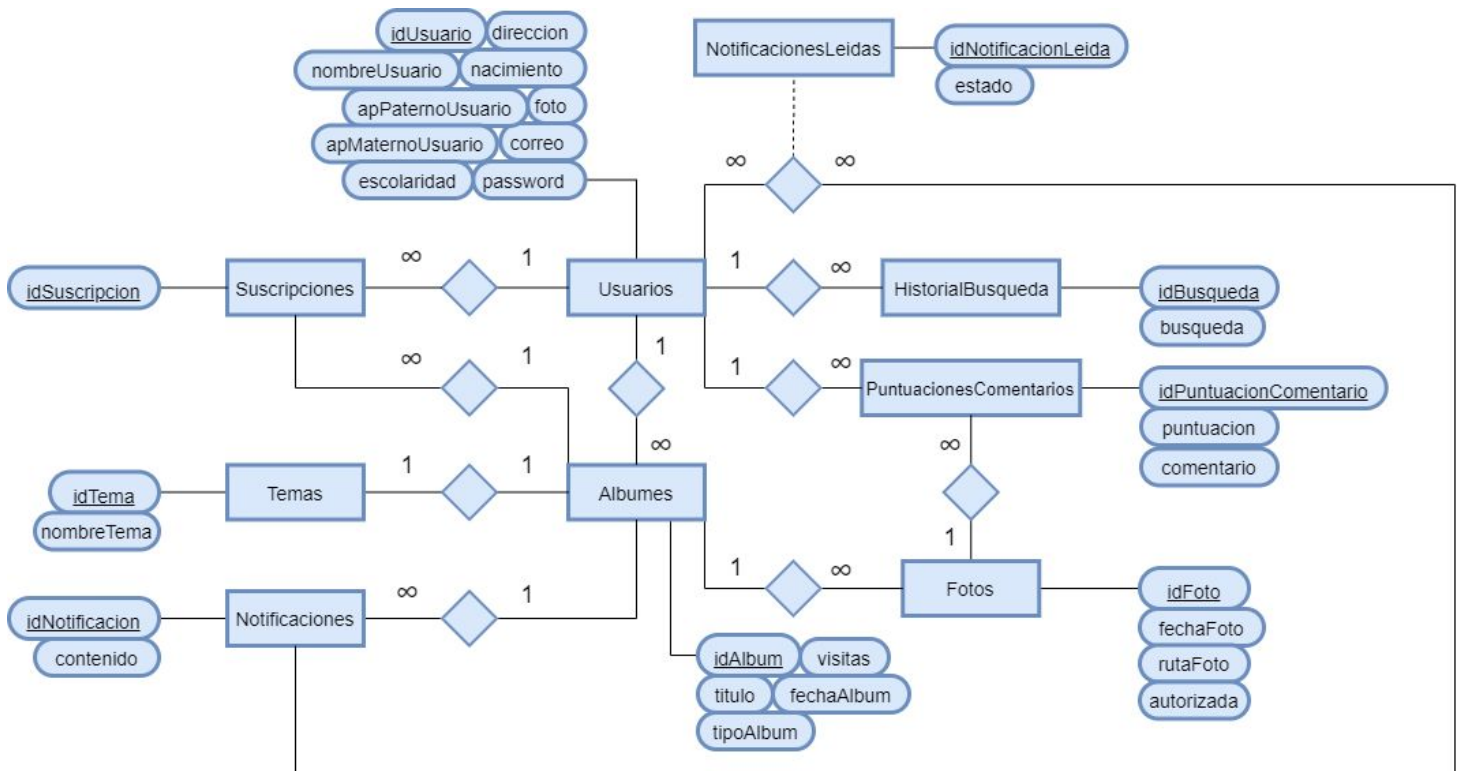 idUsuario direccion
nombreUsuario nacimiento
apPaternoUsuario foto
apMaternoUsuario correo
escolaridad password
NotificacionesLeidas idNotificacionLeida
estado
∞ ∞
∞ 1 1 ∞
idSuscripcion Suscripciones Usuarios HistorialBusqueda idBusqueda
busqueda
∞ 1 1 1 ∞
PuntuacionesComentarios idPuntuacionComentario
puntuacion
comentario
∞ ∞
1 1
idTema Temas Albumes
nombreTema
1
∞ 1 1 ∞
idNotificacion Notificaciones Fotos idFoto
contenido fechaFoto
idAlbum visitas rutaFoto
titulo fechaAlbum autorizada
tipoAlbum